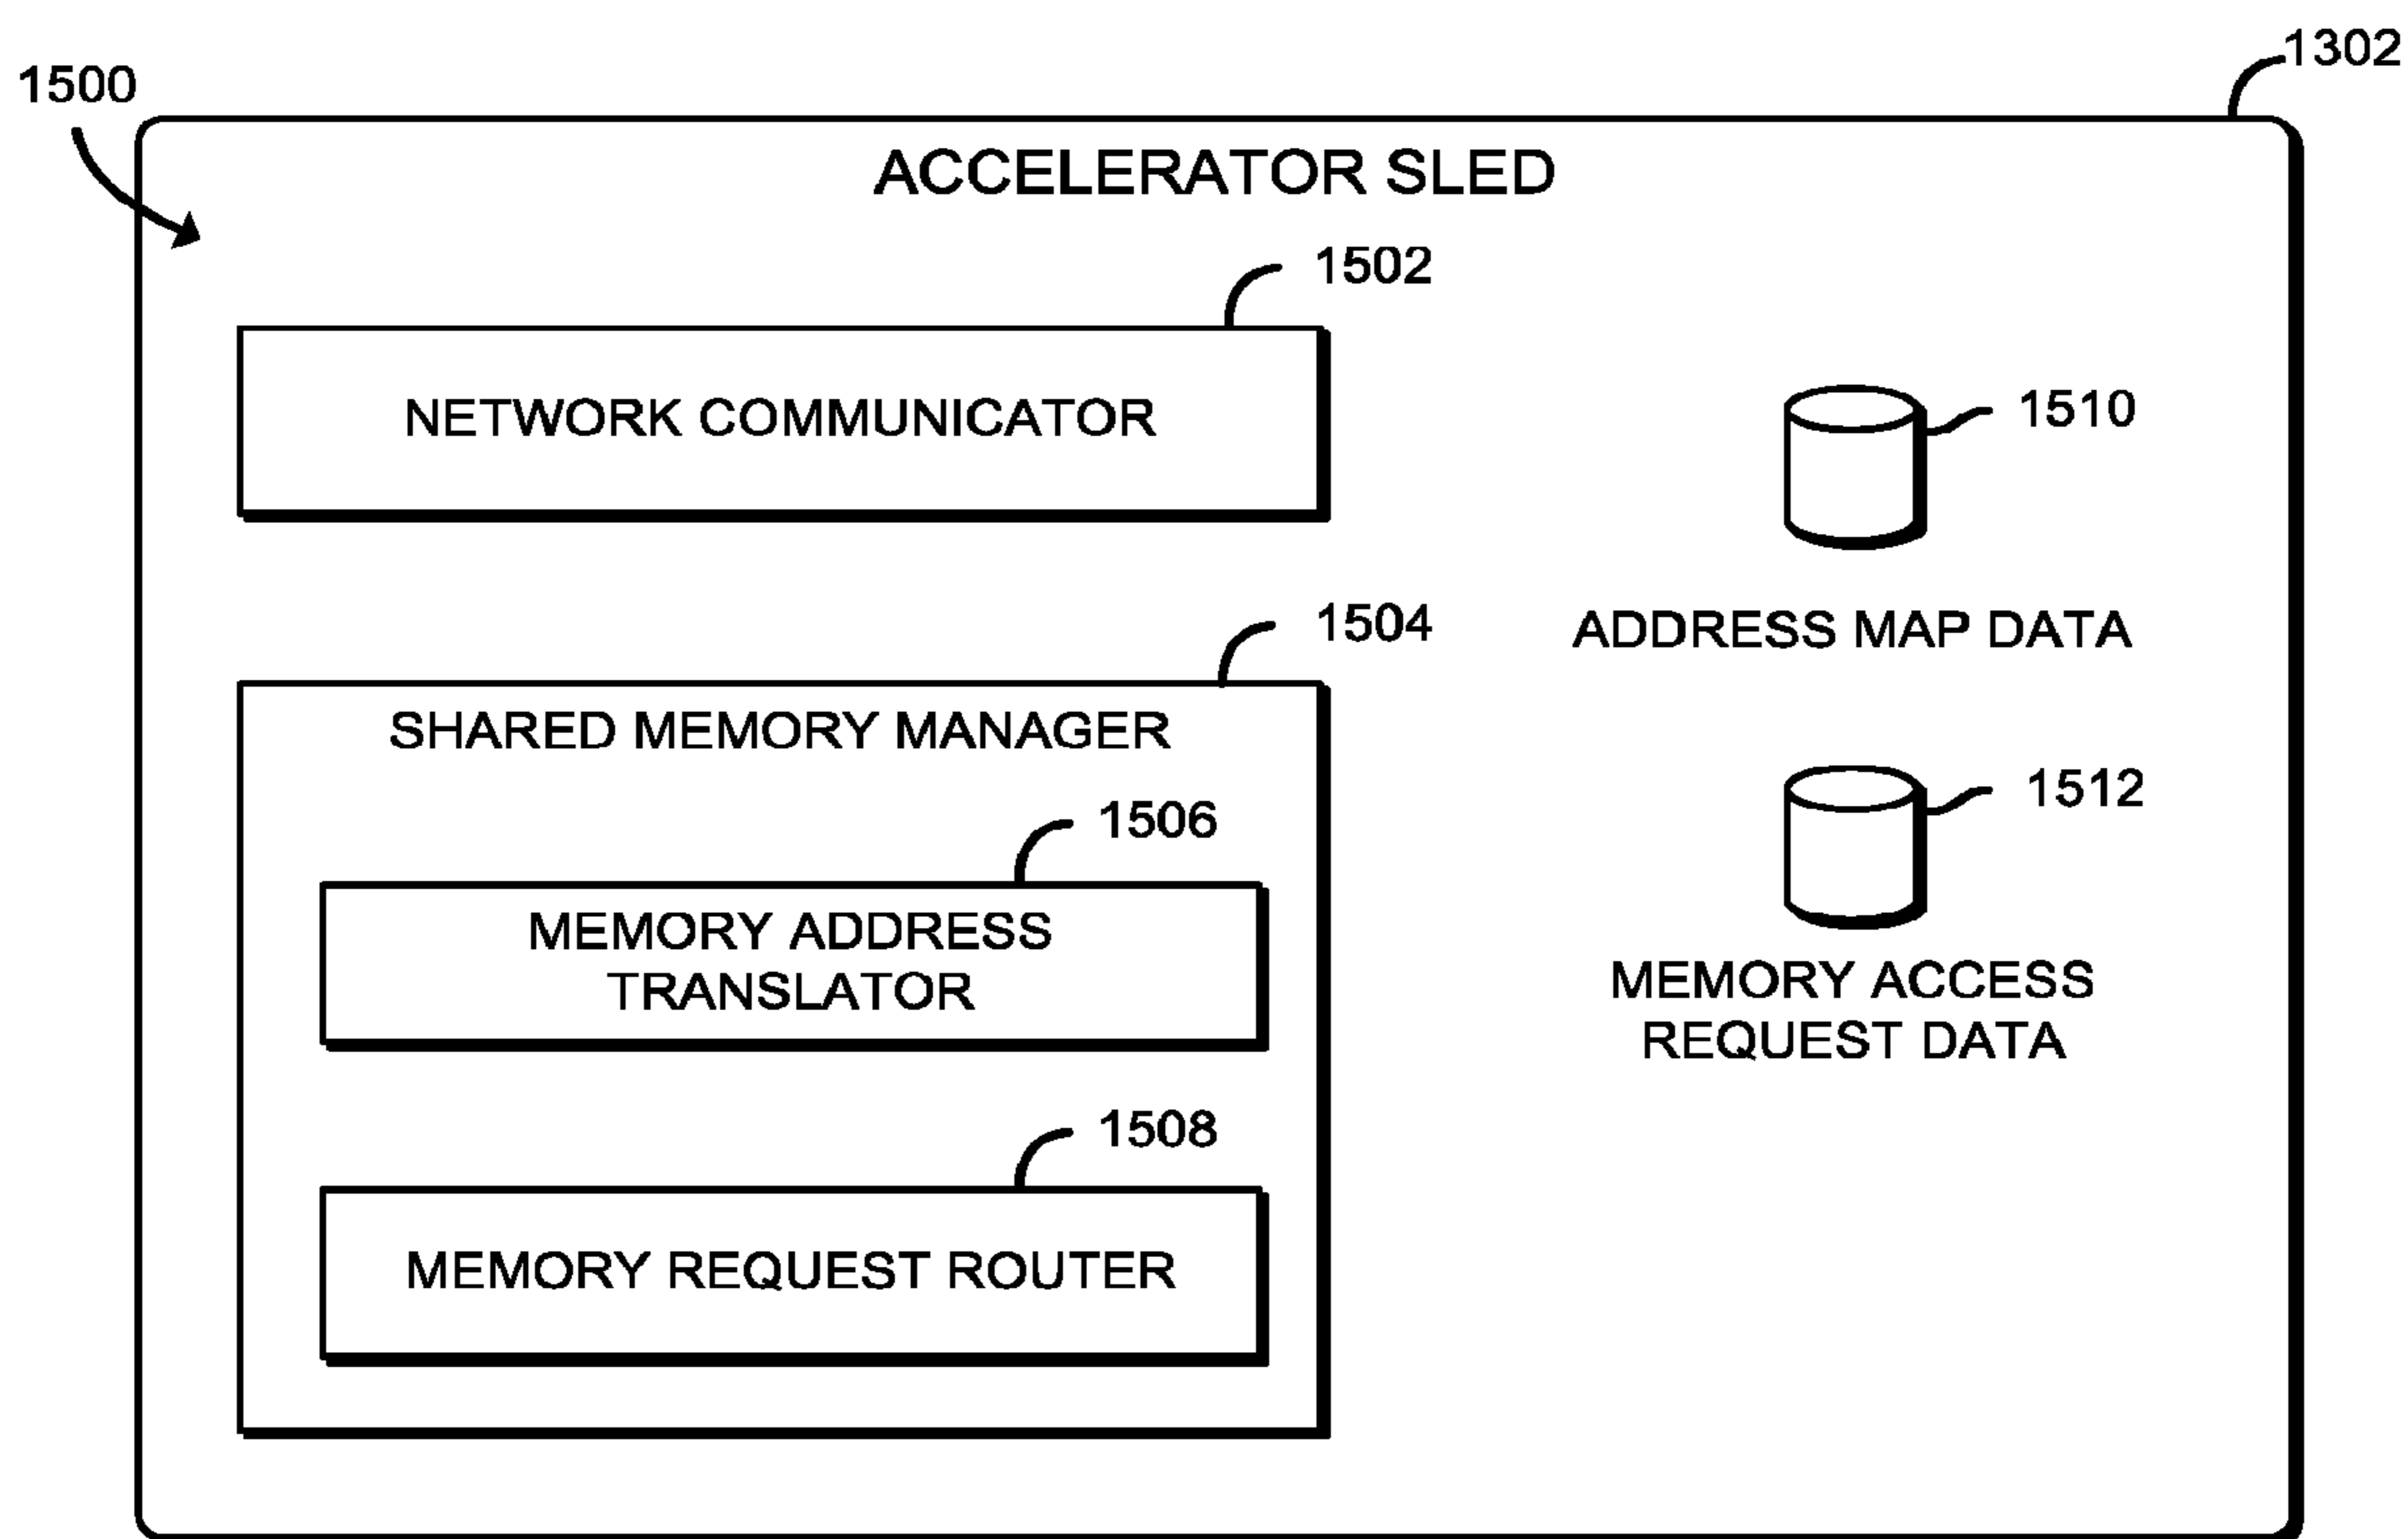 1302
1500
ACCELERATOR SLED
1502
NETWORK COMMUNICATOR
1510
ADDRESS MAP DATA
1504
SHARED MEMORY MANAGER
1512
1506
MEMORY ADDRESS
TRANSLATOR
MEMORY ACCESS
REQUEST DATA
1508
MEMORY REQUEST ROUTER